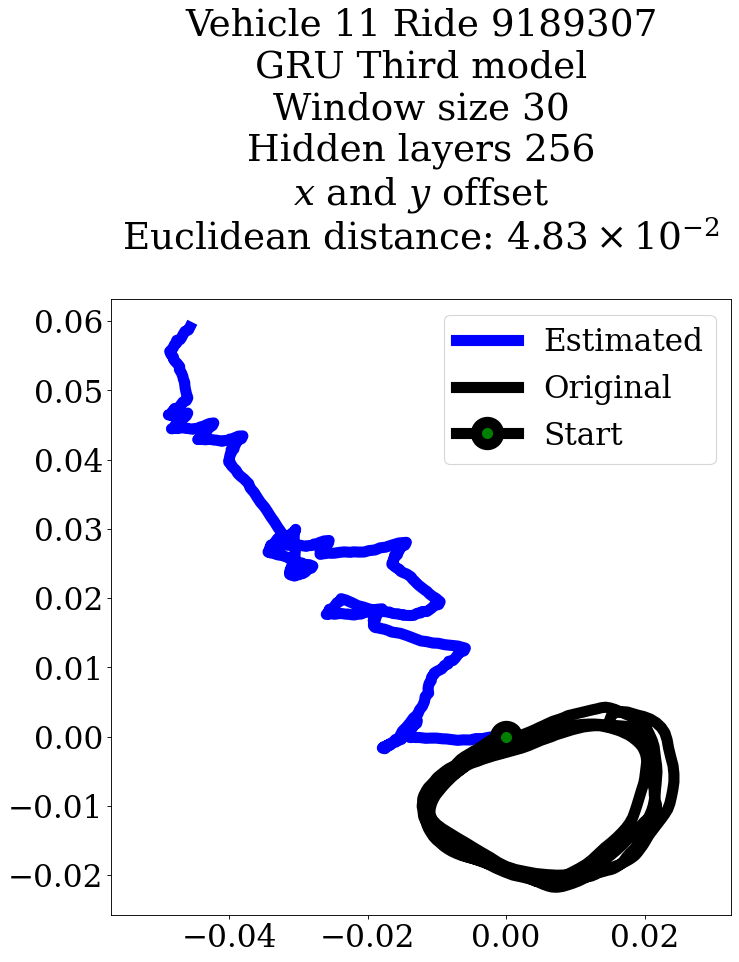 Vehicle 11 Ride 9189307
GRU Third model
Window size 30
Hidden layers 256
x and y offset
Euclidean distance: 4.83 × 10⁻²
Estimated
Original
Start
0.06
0.05
0.04
0.03
0.02
0.01
0.00
−0.01
−0.02
−0.04
−0.02
0.00
0.02